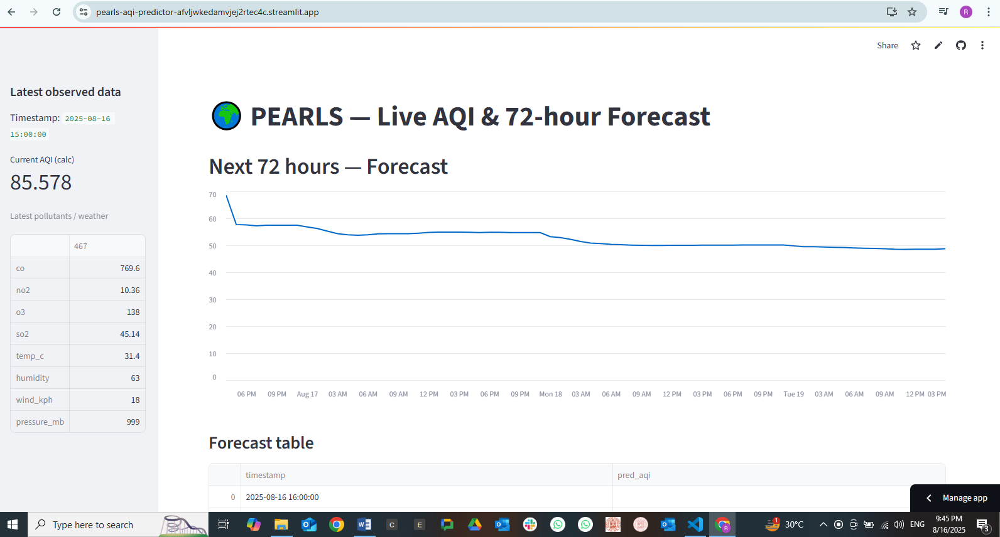 pearls-aqi-predictor-afvljwkedamvjej2rtec4c.streamlit.app
R
Share
Latest observed data
Timestamp: 2025-08-16
15:00:00
Current AQI (calc)
85.578
Latest pollutants / weather
467
co 769.6
no2 10.36
o3 138
so2 45.14
temp_c 31.4
humidity 63
wind_kph 18
pressure_mb 999
PEARLS — Live AQI & 72-hour Forecast
Next 72 hours — Forecast
70
60
50
40
30
20
10
0
06 PM 09 PM Aug 17 03 AM 06 AM 09 AM 12 PM 03 PM 06 PM 09 PM Mon 18 03 AM 06 AM 09 AM 12 PM 03 PM 06 PM 09 PM Tue 19 03 AM 06 AM 09 AM 12 PM 03 PM
Forecast table
timestamp pred_aqi
0 2025-08-16 16:00:00
Manage app
Type here to search
C
E
R
1
30°C
ENG
9:45 PM
8/16/2025
3